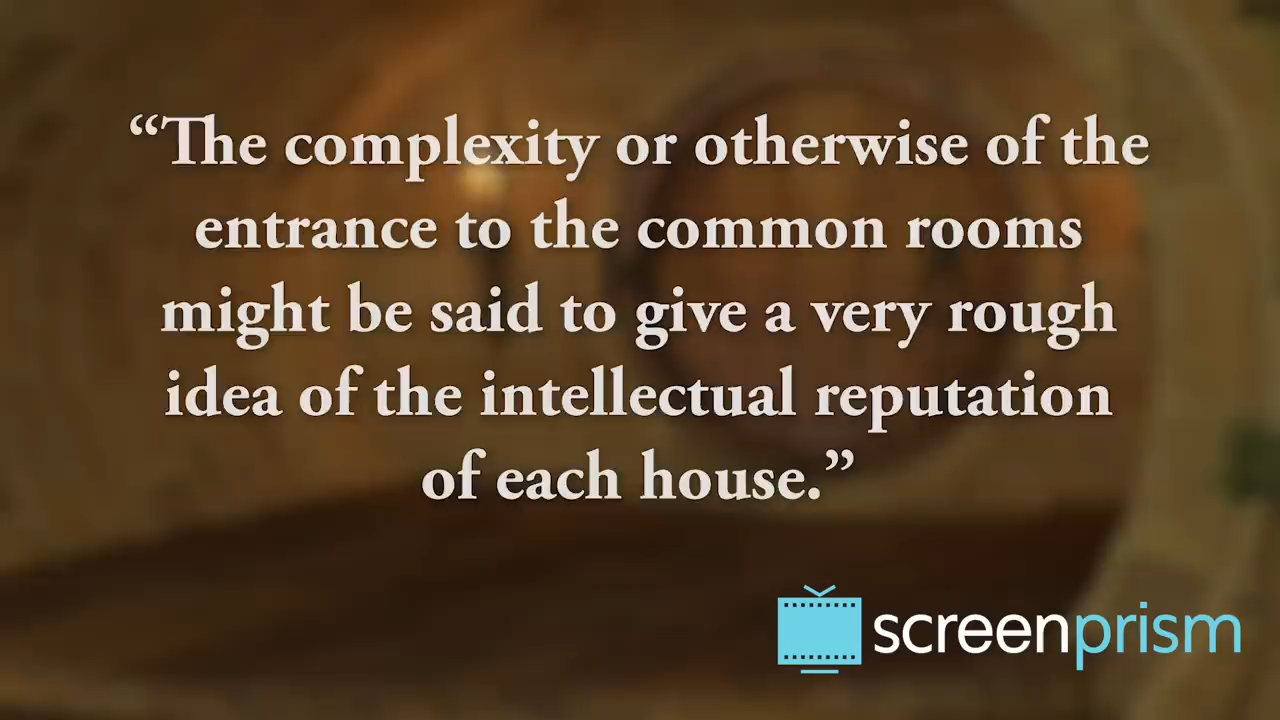 “The complexity or otherwise of the
entrance to the common rooms
might be said to give a very rough
idea of the intellectual reputation
of each house.”
screenprism